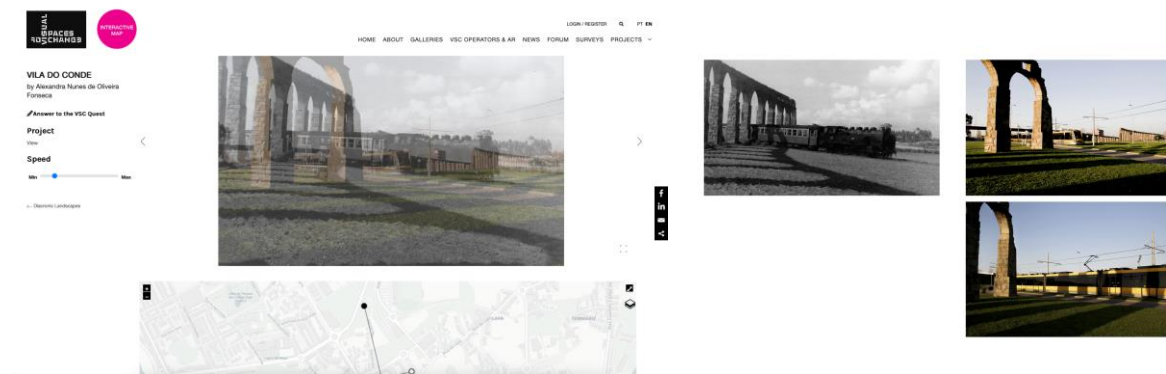 VISUAL
SPACES
OF CHANGE
INTERACTIVE
MAP
LOGIN / REGISTER PT EN
HOME ABOUT GALLERIES VSC OPERATORS & AR NEWS FORUM SURVEYS PROJECTS
VILA DO CONDE
by Alexandra Nunes de Oliveira
Fonseca
Answer to the VSC Quest
Project
View
Speed
Min Max
← Diacronic Landscapes
f
in
+
-